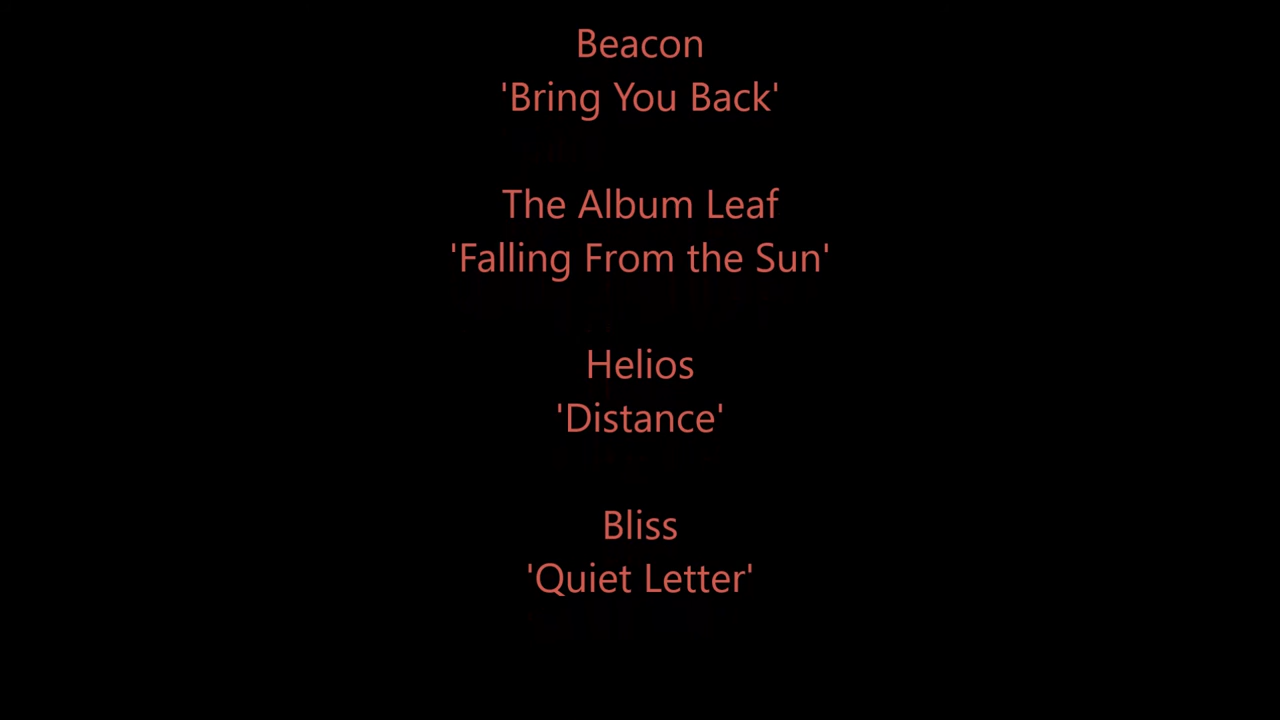 Beacon
'Bring You Back'
The Album Leaf
'Falling From the Sun'
Helios
'Distance'
Bliss
'Quiet Letter'